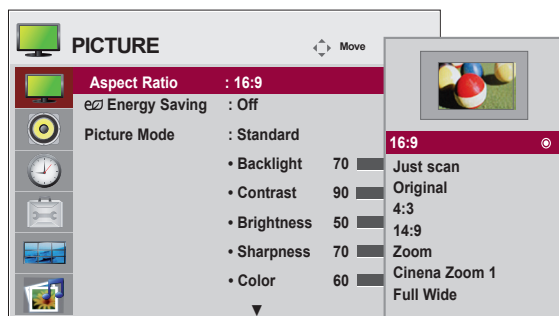 PICTURE
Move
Aspect Ratio : 16:9
Energy Saving : Off
Picture Mode : Standard
• Backlight 70
• Contrast 90
• Brightness 50
• Sharpness 70
• Color 60
16:9
Just scan
Original
4:3
14:9
Zoom
Cinena Zoom 1
Full Wide